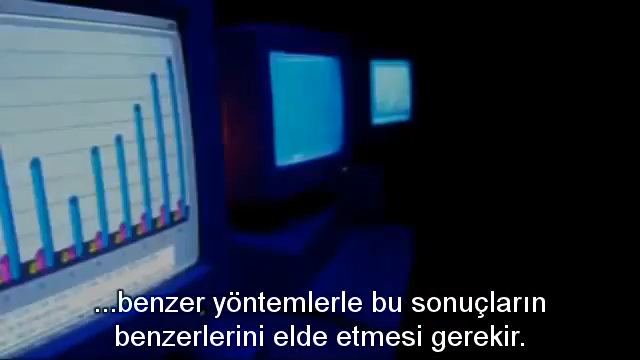 ...benzer yöntemlerle bu sonuçların
benzerlerini elde etmesi gerekir.